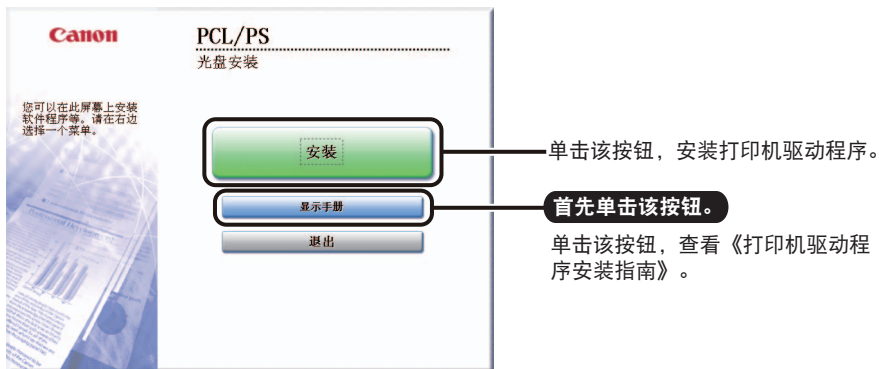 Canon
PCL/PS
光盘安装
您可以在此屏幕上安装
软件程序等。请在右边
选择一个菜单。
安装
单击该按钮，安装打印机驱动程序。
显示手册
首先单击该按钮。
退出
单击该按钮，查看《打印机驱动程
序安装指南》。